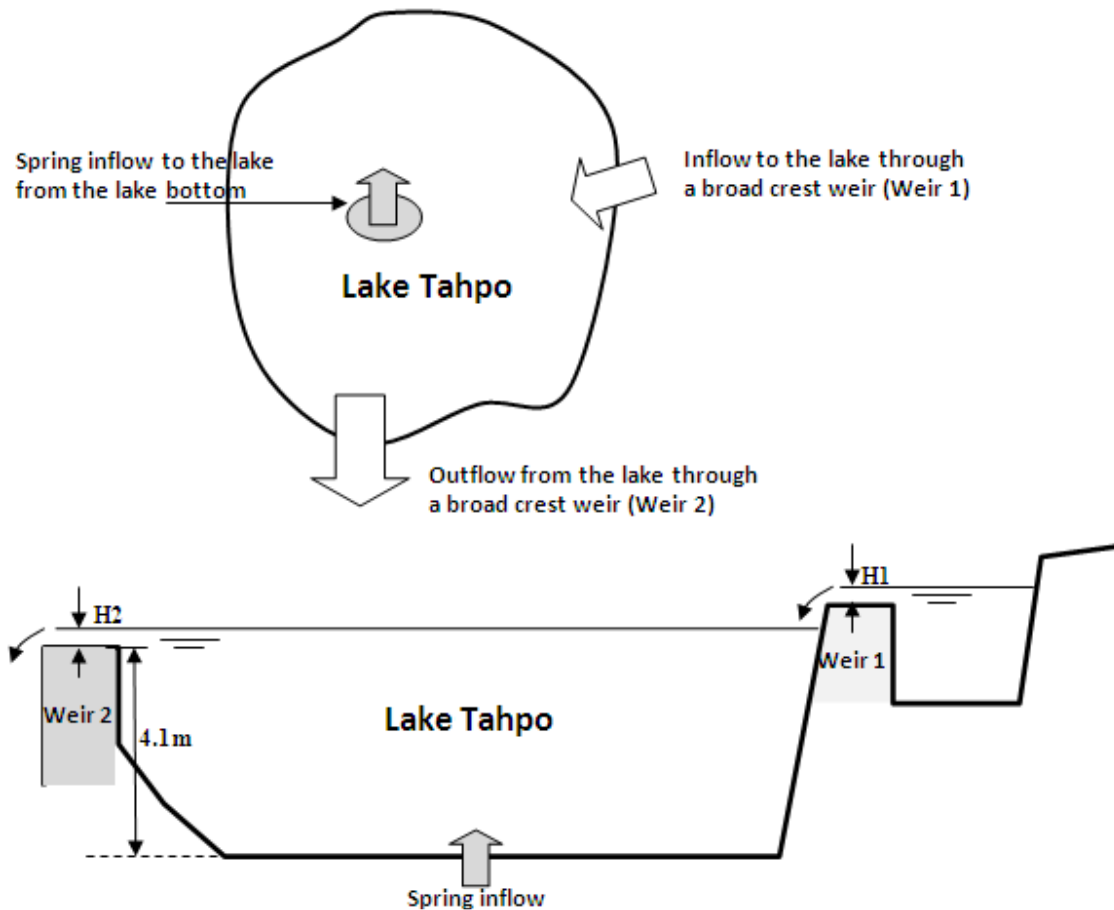 Spring inflow to the lake
from the lake bottom
Inflow to the lake through
a broad crest weir (Weir 1)
Lake Tahpo
Outflow from the lake through
a broad crest weir (Weir 2)
H1
H2
Weir 1
Weir 2
Lake Tahpo
4.1m
Spring inflow